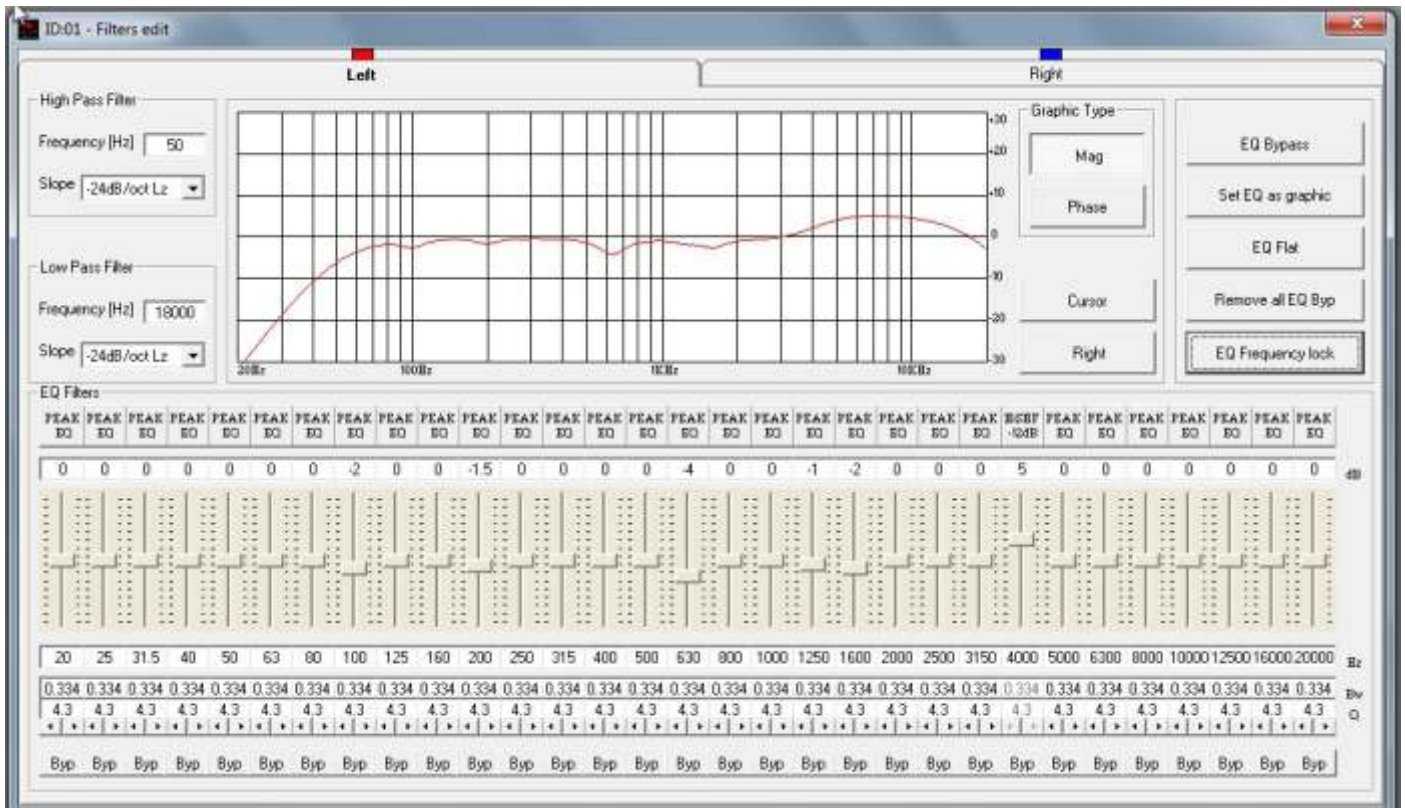 ID:01 - Filters edit
Left
Right
High Pass Filter
Frequency [Hz] 50
Slope -24dB/oct Lz
Low Pass Filter
Frequency [Hz] 18000
Slope -24dB/oct Lz
+30
+20
+10
0
-10
-20
-30
20Hz 100Hz 1KHz 10KHz
Graphic Type
Mag
Phase
Cursor
Right
EQ Bypass
Set EQ as graphic
EQ Flat
Remove all EQ Byp
EQ Frequency lock
EQ Filters
PEAK PEAK PEAK PEAK PEAK PEAK PEAK PEAK PEAK PEAK PEAK PEAK PEAK PEAK PEAK PEAK PEAK PEAK PEAK PEAK PEAK PEAK PEAK PEAK PEAK PEAK PEAK PEAK PEAK PEAK
EQ EQ EQ EQ EQ EQ EQ EQ EQ EQ EQ EQ EQ EQ EQ EQ EQ EQ EQ EQ EQ EQ EQ -12dB EQ EQ EQ EQ EQ EQ EQ
0 0 0 0 0 0 0 -2 0 0 -1.5 0 0 0 0 -4 0 0 -1 -2 0 0 0 5 0 0 0 0 0 0 0 dB
20 25 31.5 40 50 63 80 100 125 160 200 250 315 400 500 630 800 1000 1250 1600 2000 2500 3150 4000 5000 6300 8000 10000 12500 16000 20000 Hz
0.334 0.334 0.334 0.334 0.334 0.334 0.334 0.334 0.334 0.334 0.334 0.334 0.334 0.334 0.334 0.334 0.334 0.334 0.334 0.334 0.334 0.334 0.334 0.334 0.334 0.334 0.334 0.334 0.334 0.334 0.334 Bw
4.3 4.3 4.3 4.3 4.3 4.3 4.3 4.3 4.3 4.3 4.3 4.3 4.3 4.3 4.3 4.3 4.3 4.3 4.3 4.3 4.3 4.3 4.3 4.3 4.3 4.3 4.3 4.3 4.3 4.3 4.3 Q
Byp Byp Byp Byp Byp Byp Byp Byp Byp Byp Byp Byp Byp Byp Byp Byp Byp Byp Byp Byp Byp Byp Byp Byp Byp Byp Byp Byp Byp Byp Byp